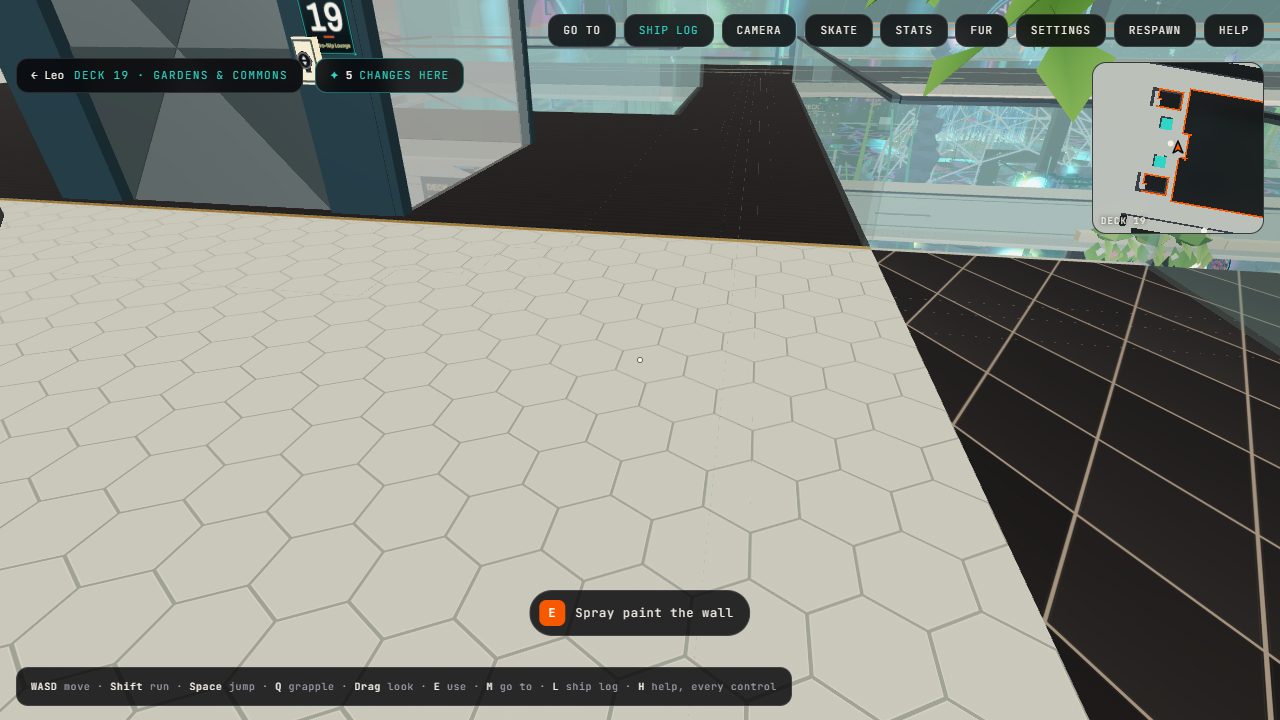 19
GO TO
SHIP LOG
CAMERA
SKATE
STATS
FUR
SETTINGS
RESPAWN
HELP
← Leo DECK 19 · GARDENS & COMMONS
✦ 5 CHANGES HERE
DECK 19
E Spray paint the wall
WASD move · Shift run · Space jump · Q grapple · Drag look · E use · M go to · L ship log · H help, every control